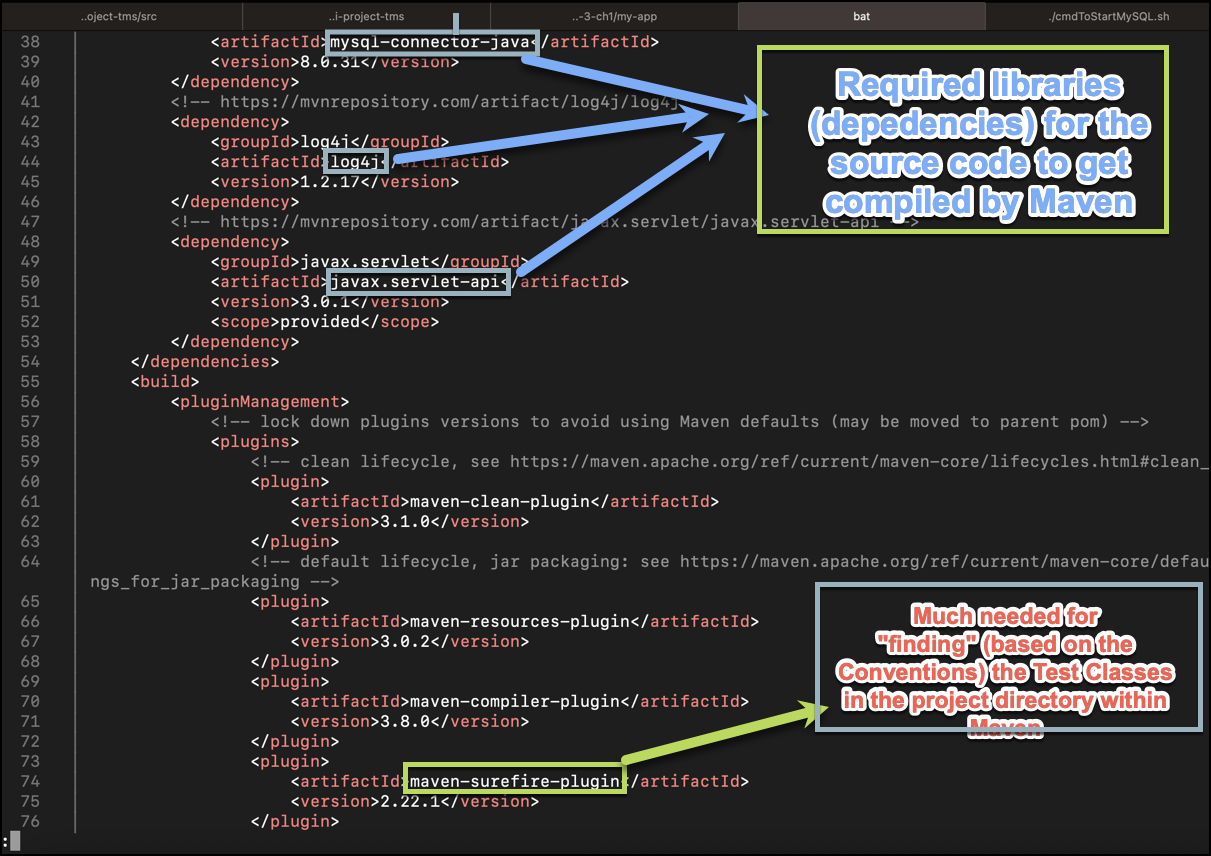 ..oject-tms/src
..i-project-tms
..-3-ch1/my-app
bat
./cmdToStartMySQL.sh
38 <artifactId>mysql-connector-java</artifactId>
39 <version>8.0.31</version>
40 </dependency>
41 <!-- https://mvnrepository.com/artifact/log4j/log4j
42 <dependency>
43 <groupId>log4j</groupId>
44 <artifactId>log4j</artifactId>
45 <version>1.2.17</version>
46 </dependency>
47 <!-- https://mvnrepository.com/artifact/javax.servlet/javax.servlet-api -->
48 <dependency>
49 <groupId>javax.servlet</groupId>
50 <artifactId>javax.servlet-api</artifactId>
51 <version>3.0.1</version>
52 <scope>provided</scope>
53 </dependency>
54 </dependencies>
55 <build>
56 <pluginManagement>
57 <!-- lock down plugins versions to avoid using Maven defaults (may be moved to parent pom) -->
58 <plugins>
59 <!-- clean lifecycle, see https://maven.apache.org/ref/current/maven-core/lifecycles.html#clean_
60 <plugin>
61 <artifactId>maven-clean-plugin</artifactId>
62 <version>3.1.0</version>
63 </plugin>
64 <!-- default lifecycle, jar packaging: see https://maven.apache.org/ref/current/maven-core/defau
ngs_for_jar_packaging -->
65 <plugin>
66 <artifactId>maven-resources-plugin</artifactId>
67 <version>3.0.2</version>
68 </plugin>
69 <plugin>
70 <artifactId>maven-compiler-plugin</artifactId>
71 <version>3.8.0</version>
72 </plugin>
73 <plugin>
74 <artifactId>maven-surefire-plugin</artifactId>
75 <version>2.22.1</version>
76 </plugin>
:
Required libraries
(depedencies) for the
source code to get
compiled by Maven
Much needed for
"finding" (based on the
Conventions) the Test Classes
in the project directory within
Maven